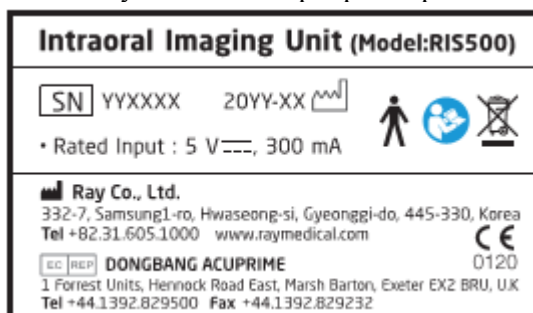 Intraoral Imaging Unit (Model:RIS500)
SN YYXXXX 20YY-XX
• Rated Input : 5 V, 300 mA
Ray Co., Ltd.
332-7, Samsung1-ro, Hwaseong-si, Gyeonggi-do, 445-330, Korea
Tel +82.31.605.1000 www.raymedical.com
CE
EC REP DONGBANG ACUPRIME 0120
1 Forrest Units, Hennock Road East, Marsh Barton, Exeter EX2 8RU, U.K
Tel +44.1392.829500 Fax +44.1392.829232